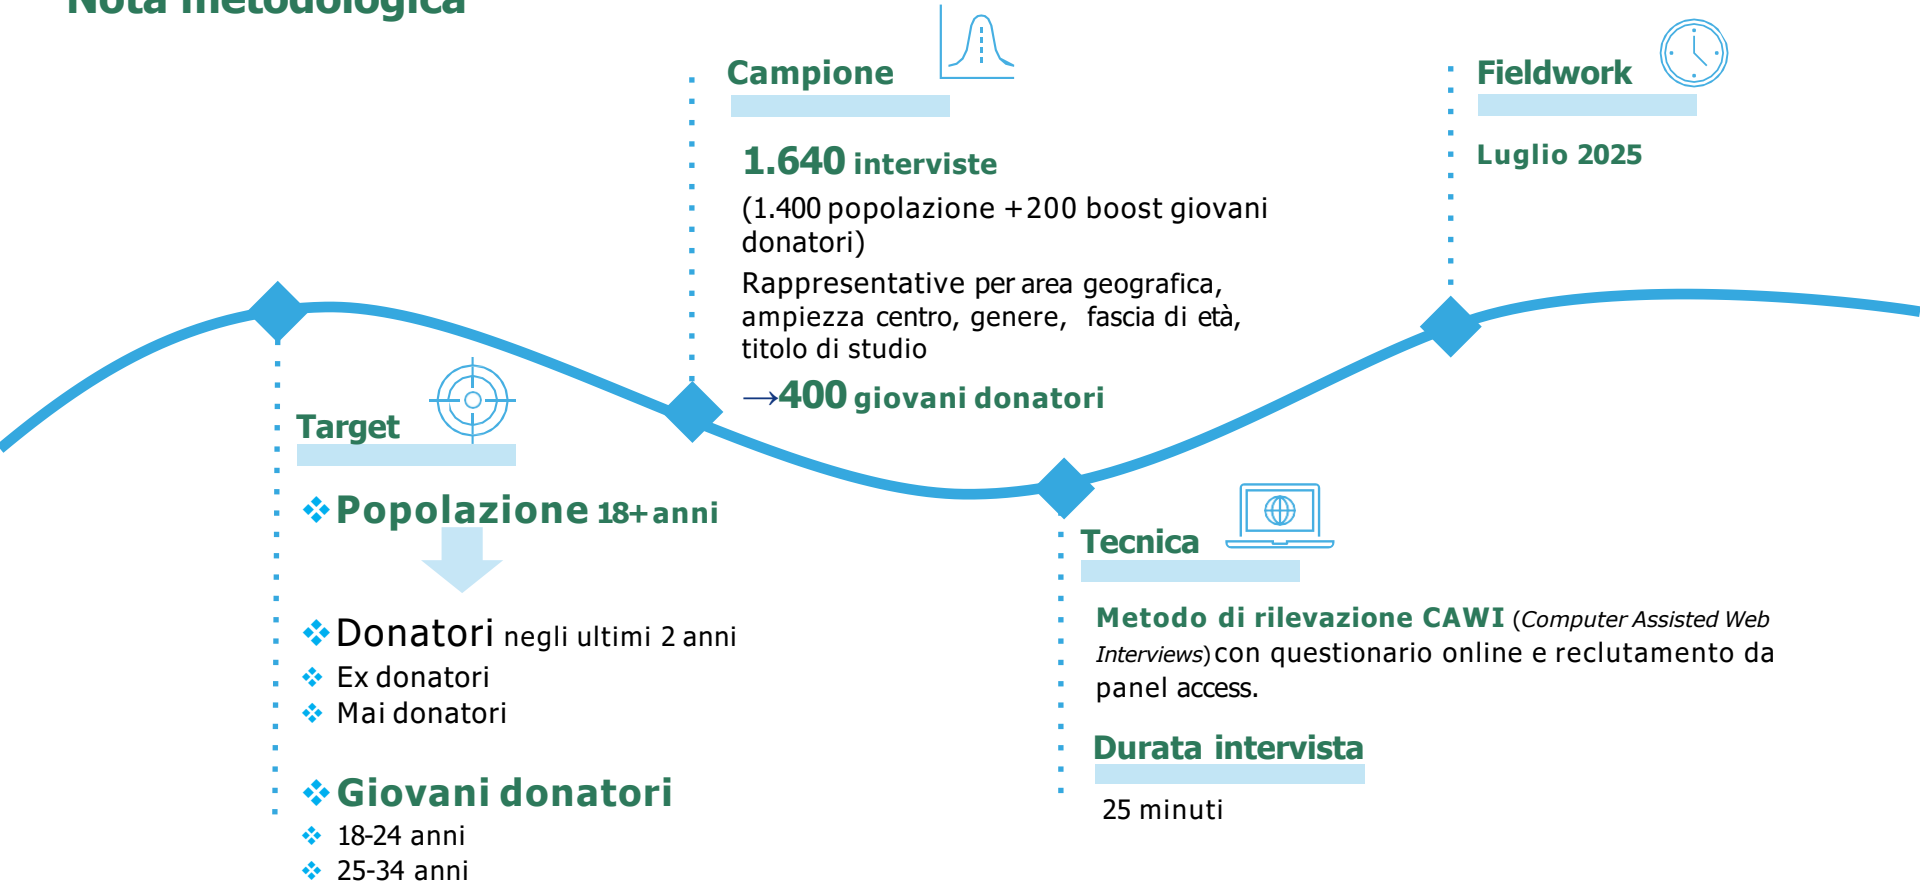 Nota metodologica
Campione
1.640 interviste
(1.400 popolazione +200 boost giovani
donatori)
Rappresentative per area geografica,
ampiezza centro, genere, fascia di età,
titolo di studio
→400 giovani donatori
Fieldwork
Luglio 2025
Target
❖Popolazione 18+ anni
❖Donatori negli ultimi 2 anni
❖ Ex donatori
❖ Mai donatori
❖Giovani donatori
❖ 18-24 anni
❖ 25-34 anni
Tecnica
Metodo di rilevazione CAWI (Computer Assisted Web
Interviews) con questionario online e reclutamento da
panel access.
Durata intervista
25 minuti